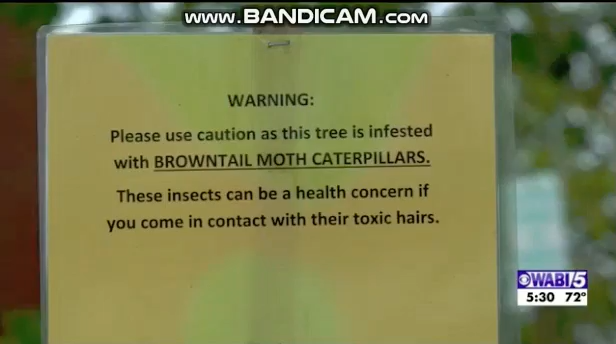 www.BANDICAM.com
WARNING:
Please use caution as this tree is infested
with BROWNTAIL MOTH CATERPILLARS.
These insects can be a health concern if
you come in contact with their toxic hairs.
WABI 5
5:30 72°